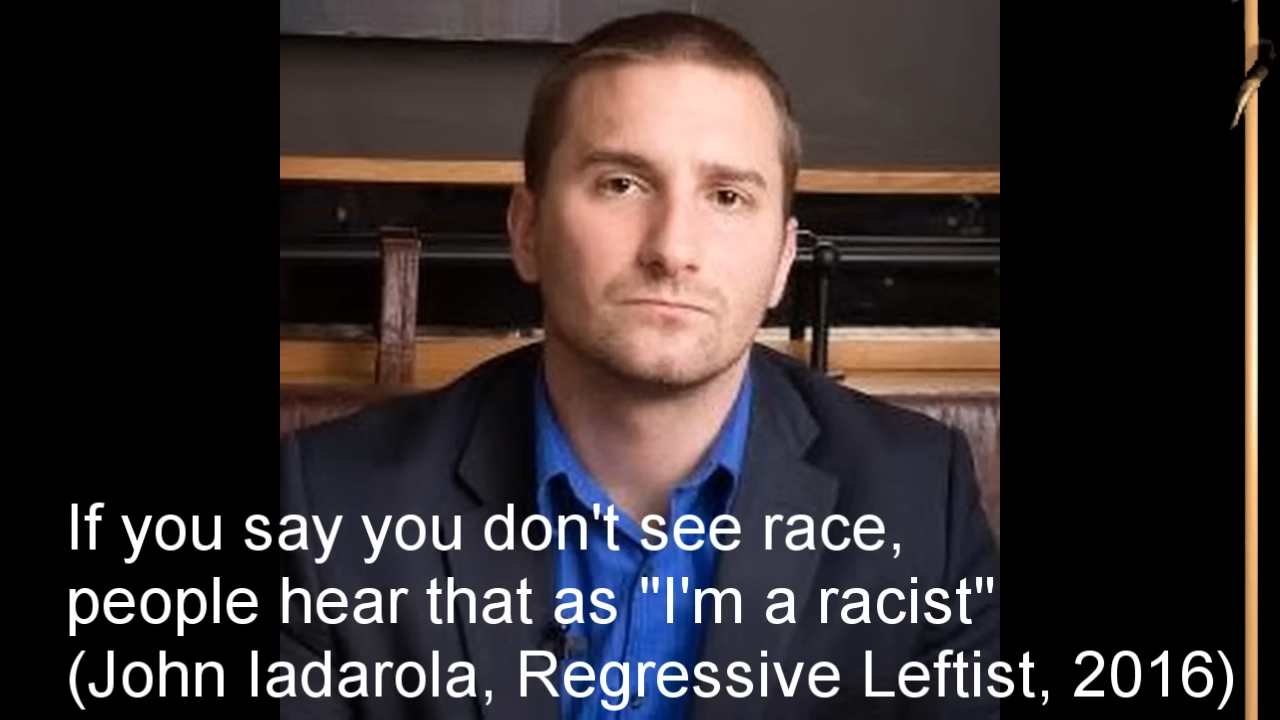 If you say you don't see race,
people hear that as "I'm a racist"
(John Iadarola, Regressive Leftist, 2016)